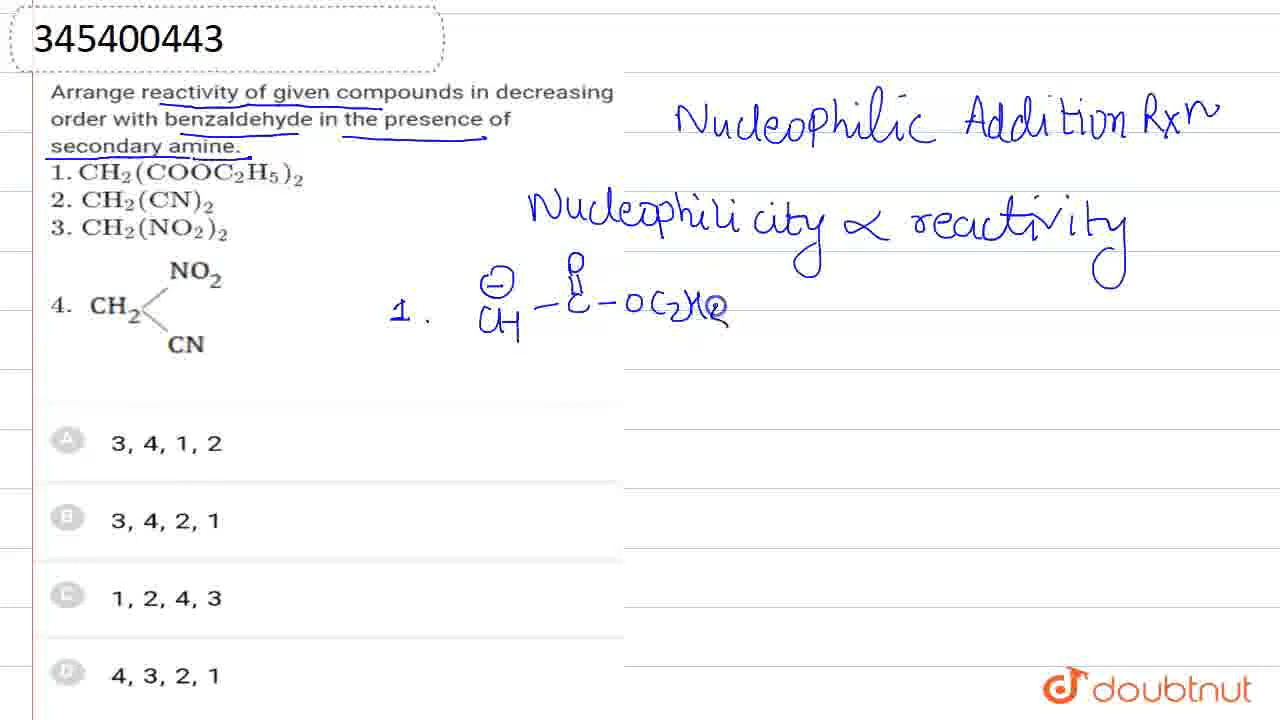 345400443
Arrange reactivity of given compounds in decreasing
order with benzaldehyde in the presence of
secondary amine.
1. CH₂(COOC₂H₅)₂
2. CH₂(CN)₂
3. CH₂(NO₂)₂
NO₂
4. CH₂
CN
A 3, 4, 1, 2
B 3, 4, 2, 1
C 1, 2, 4, 3
D 4, 3, 2, 1
Nucleophilic Addition Rxn
Nucleophilicity ∝ reactivity
⊖ O
1. CH – C – OC₂H
doubtnut